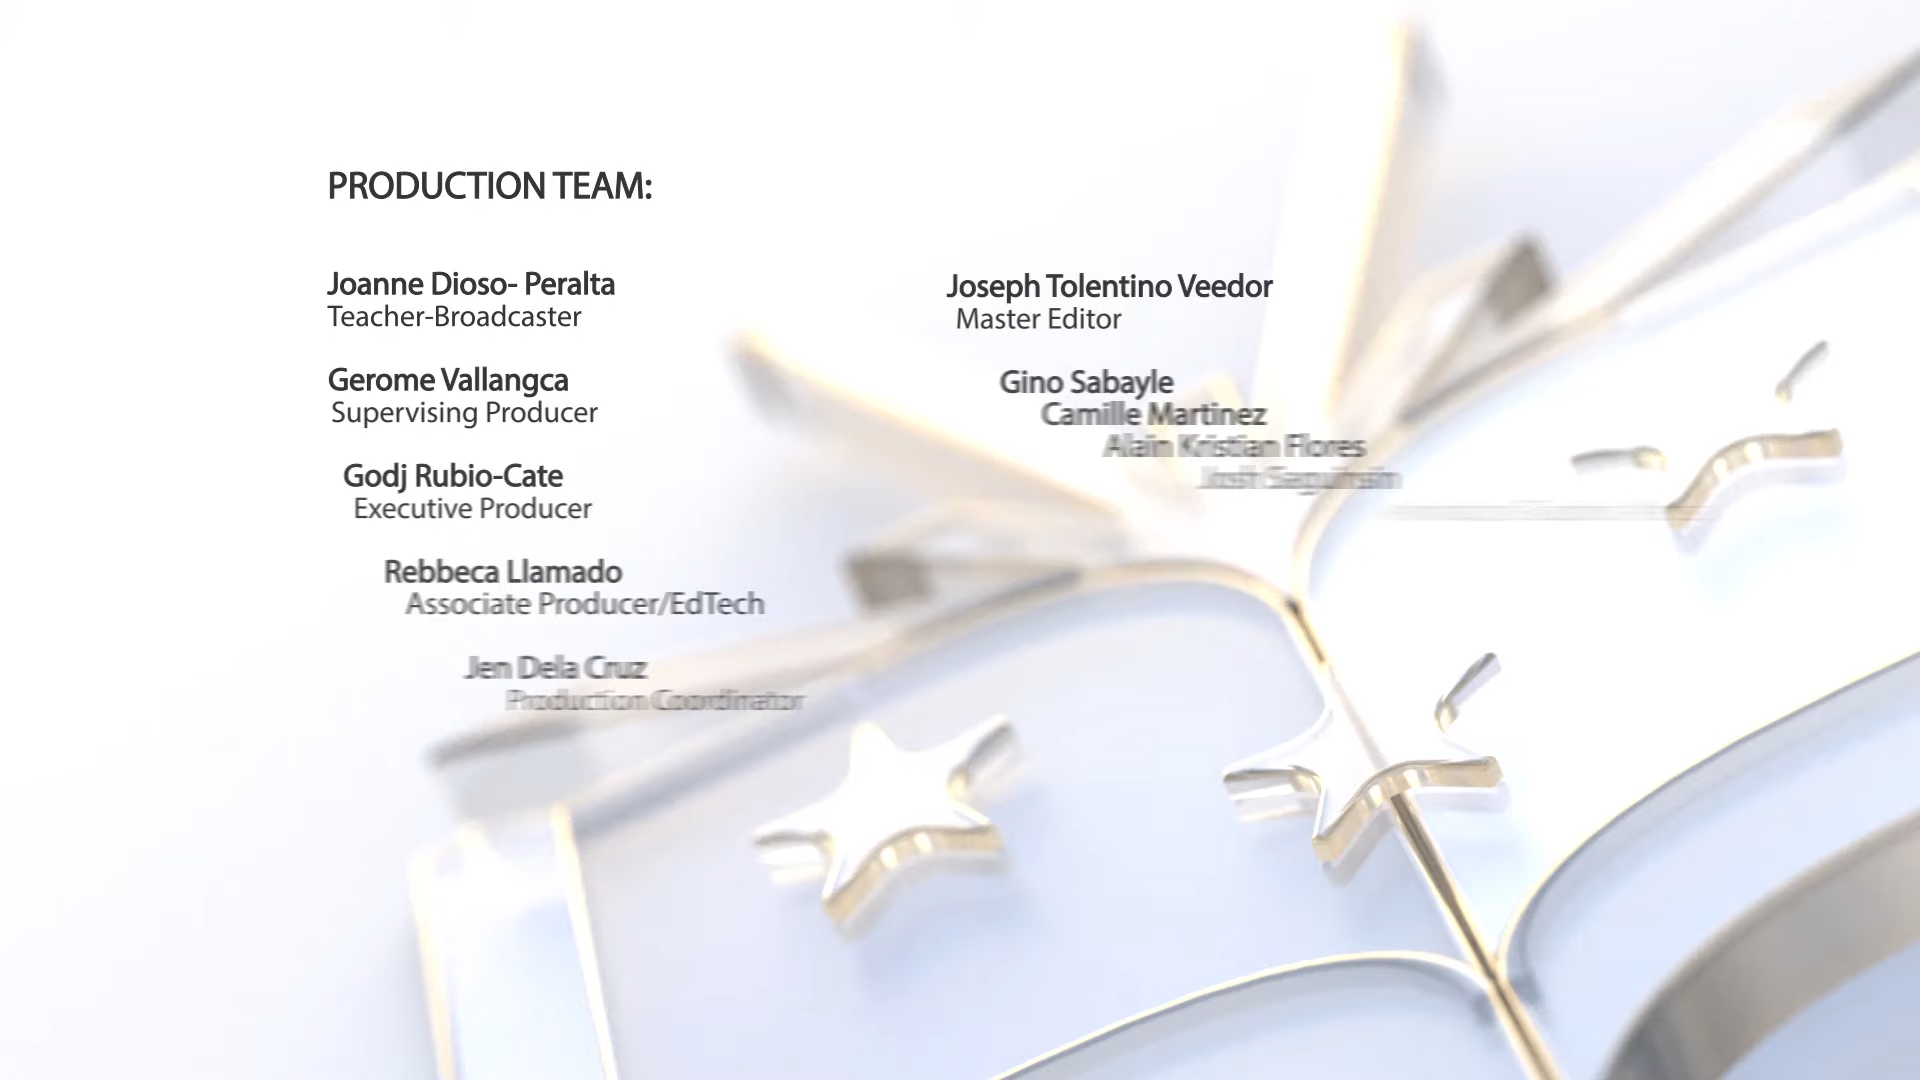 PRODUCTION TEAM:
Joanne Dioso- Peralta
Teacher-Broadcaster
Gerome Vallangca
Supervising Producer
Godj Rubio-Cate
Executive Producer
Rebbeca Llamado
Associate Producer/EdTech
Jen Dela Cruz
Production Coordinator
Joseph Tolentino Veedor
Master Editor
Gino Sabayle
Camille Martinez
Alain Kristian Flores